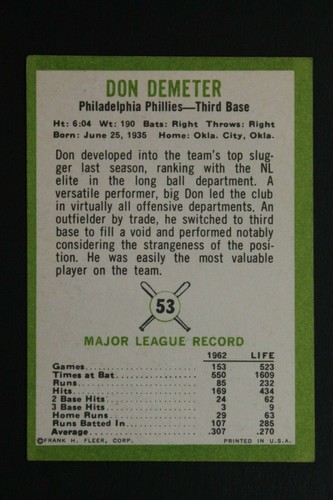 DON DEMETER
Philadelphia Phillies—Third Base
Ht: 6:04 Wt: 190 Bats: Right Throws: Right
Born: June 25, 1935 Home: Okla. City, Okla.
Don developed into the team's top slug-
ger last season, ranking with the NL
elite in the long ball department. A
versatile performer, big Don led the club
in virtually all offensive departments. An
outfielder by trade, he switched to third
base to fill a void and performed notably
considering the strangeness of the posi-
tion. He was easily the most valuable
player on the team.
53
MAJOR LEAGUE RECORD
1962 LIFE
Games 153 523
Times at Bat 550 1609
Runs 85 232
Hits 169 434
2 Base Hits 24 62
3 Base Hits 3 9
Home Runs 29 63
Runs Batted In 107 285
Average .307 .270
©FRANK H. FLEER, CORP. PRINTED IN U.S.A.